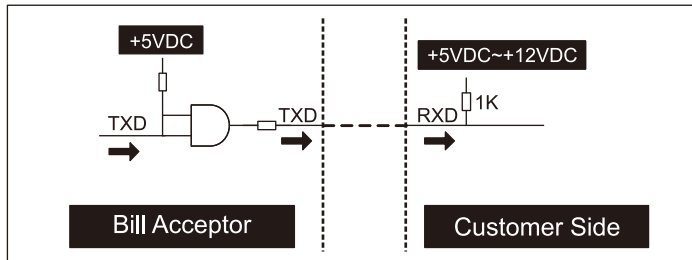 +5VDC
+5VDC~+12VDC
1K
TXD
TXD
RXD
Bill Acceptor
Customer Side